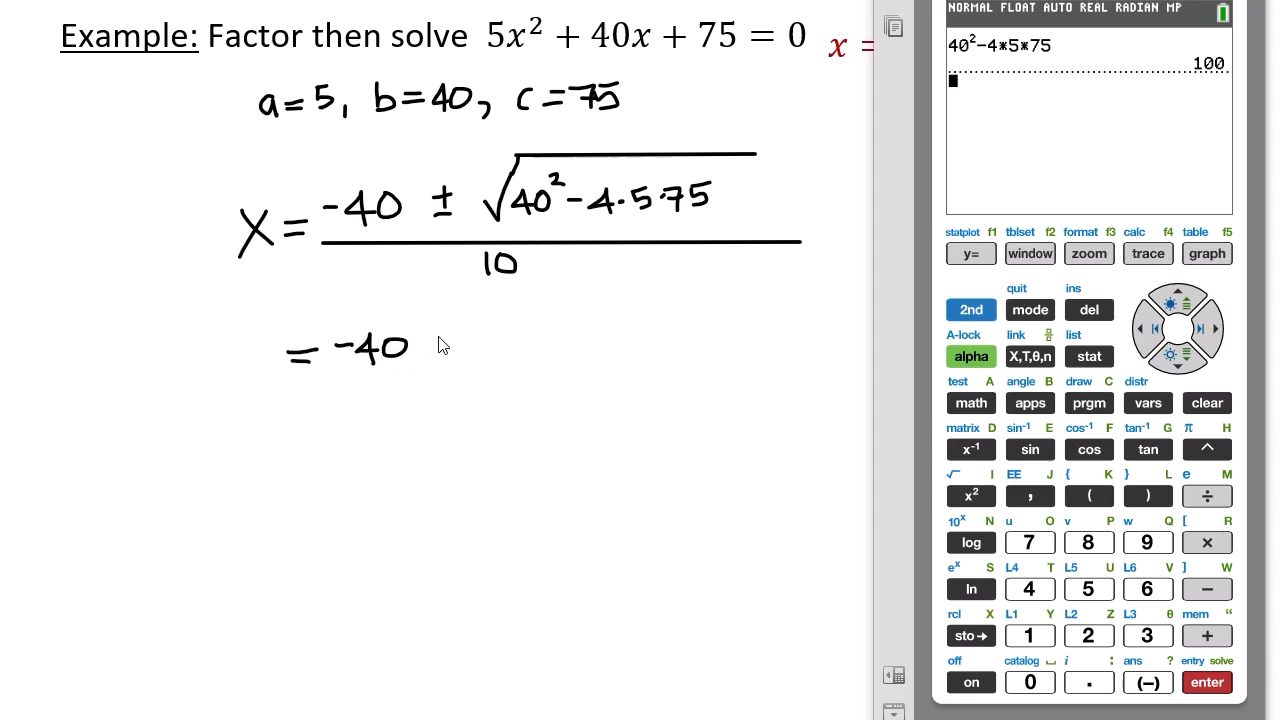 Example: Factor then solve 5x² + 40x + 75 = 0 x =
a = 5, b = 40, c = 75
x = -40 ± √40² - 4·5·75
10
= -40
NORMAL FLOAT AUTO REAL RADIAN MP
40²-4*5*75
100
statplot f1 tblset f2 format f3 calc f4 table f5
y= window zoom trace graph
quit ins
2nd mode del
A-lock link list
alpha X,T,θ,n stat
test A angle B draw C distr
math apps prgm vars clear
matrix D sin⁻¹ E cos⁻¹ F tan⁻¹ G π H
x⁻¹ sin cos tan ^
√ I EE J { K } L e M
x² , ( ) ÷
10ˣ N u O v P w Q [ R
log 7 8 9 ×
eˣ S L4 T L5 U L6 V ] W
ln 4 5 6 −
rcl X L1 Y L2 Z L3 θ mem “
sto→ 1 2 3 +
off catalog ␣ i : ans ? entry solve
on 0 . (−) enter